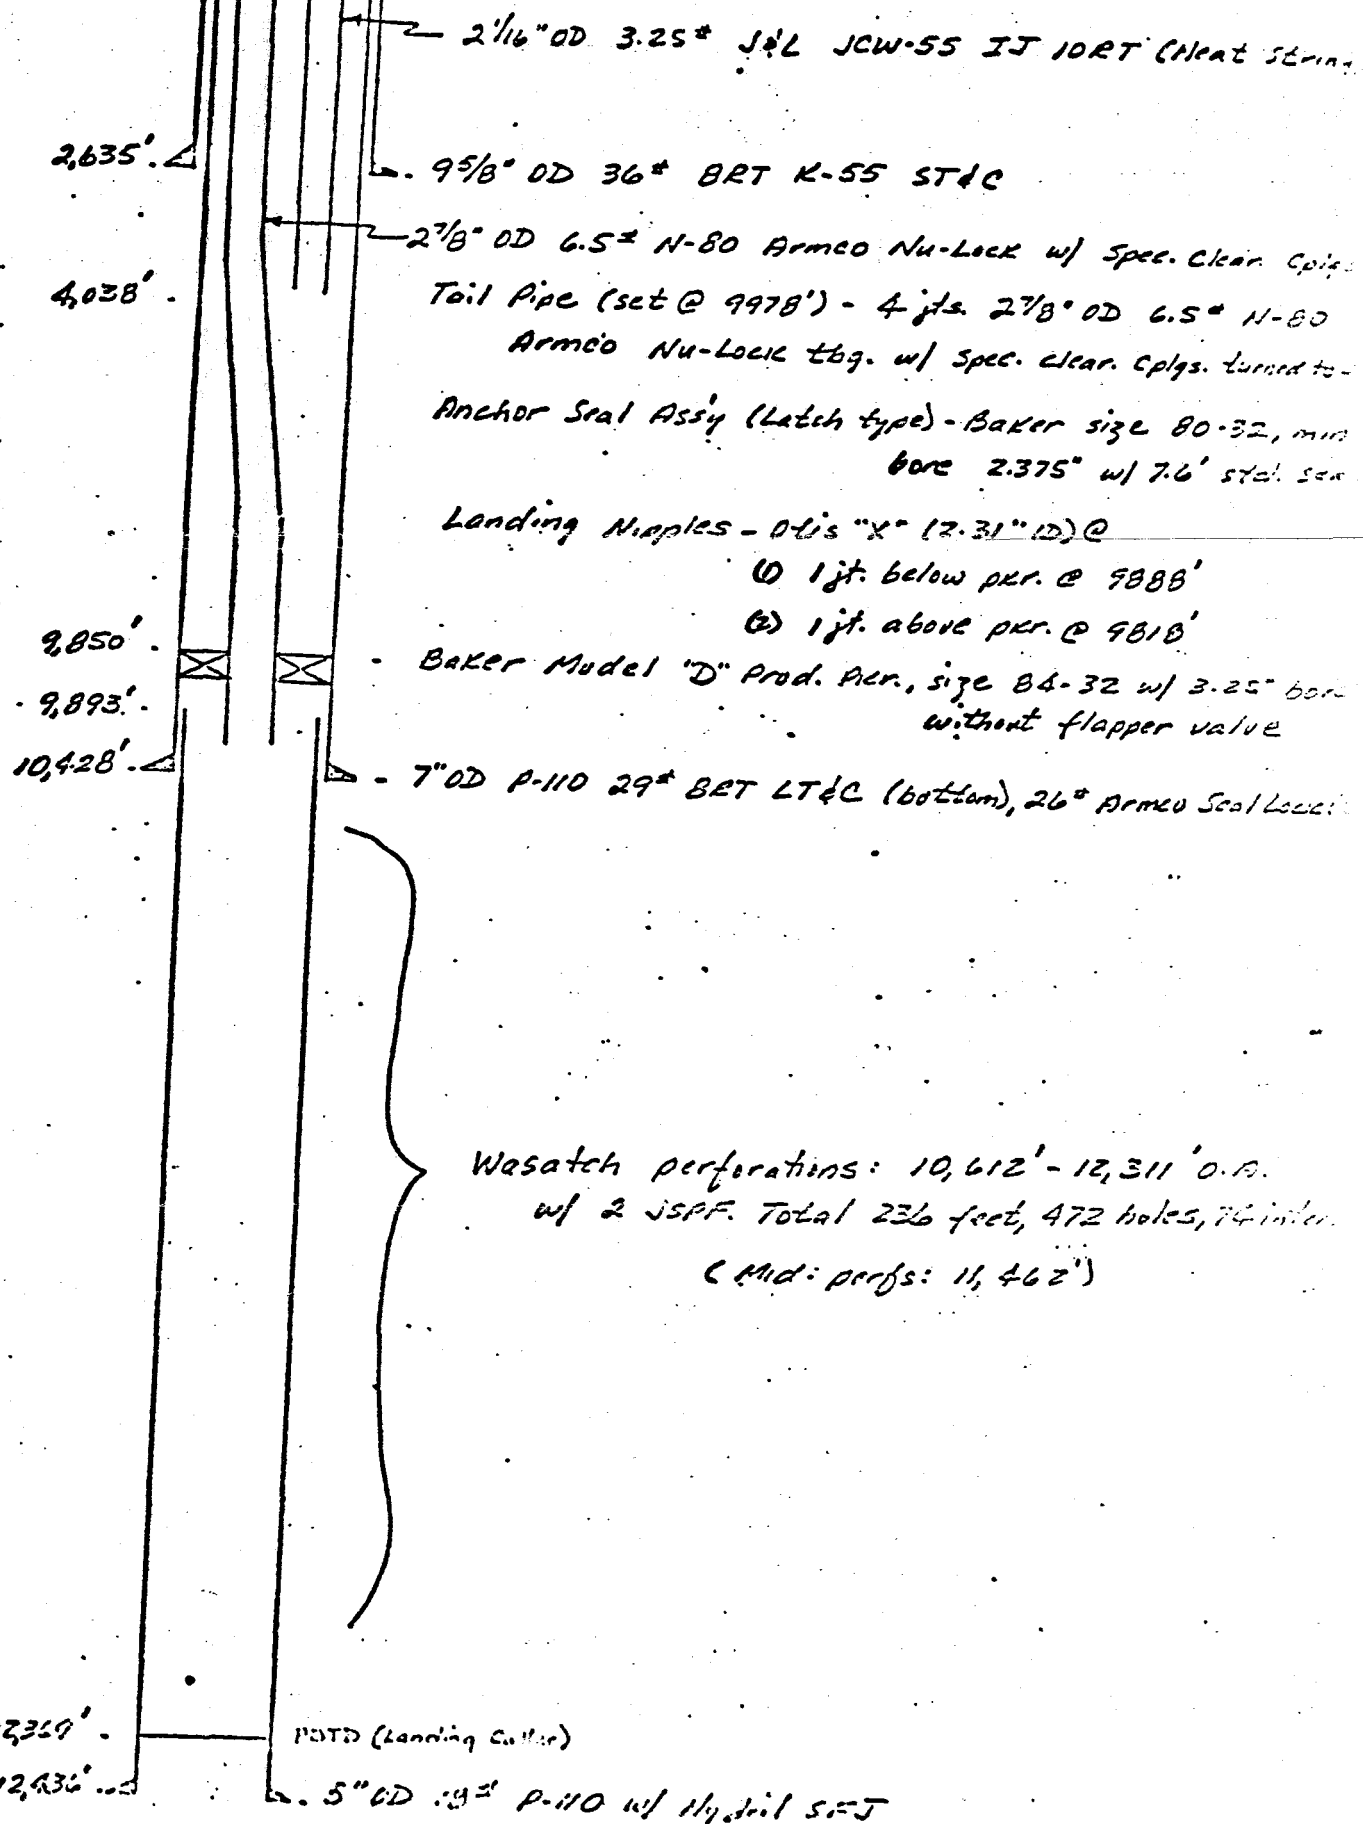 2 1/16" OD 3.25# J&L JCW-55 IJ 10RT (Heat
2,635'
9 5/8" OD 36# 8RT K-55 ST&C
2 7/8" OD 6.5# N-80 Armco Nu-Lock w/ Spec. Clear. Cplgs
4,038'
Tail Pipe (set @ 9978') - 4 jts. 2 7/8" OD 6.5# N-80
Armco Nu-Lock tbg. w/ Spec. Clear. Cplgs. turned to
Anchor Seal Ass'y (Latch type) - Baker size 80-32, min
bore 2.375" w/ 7.6' std.
Landing Nipples - Otis "X" (2.31" ID) @
(1) 1 jt. below pkr. @ 9888'
(2) 1 jt. above pkr. @ 9818'
9,850'
Baker Model "D" Prod. Pkr., size 84-32 w/ 3.25" bore
9,893'
without flapper valve
10,428'
7" OD P-110 29# 8RT LT&C (bottom), 26# Armco Seal Lock
Wasatch perforations: 10,612' - 12,311' O.A.
w/ 2 JSPF. Total 236 feet, 472 holes, 74
(Mid: perfs: 11,462')
PBTD (Landing Collar)
5" OD 18# P-110 w/ Hydril SFJ